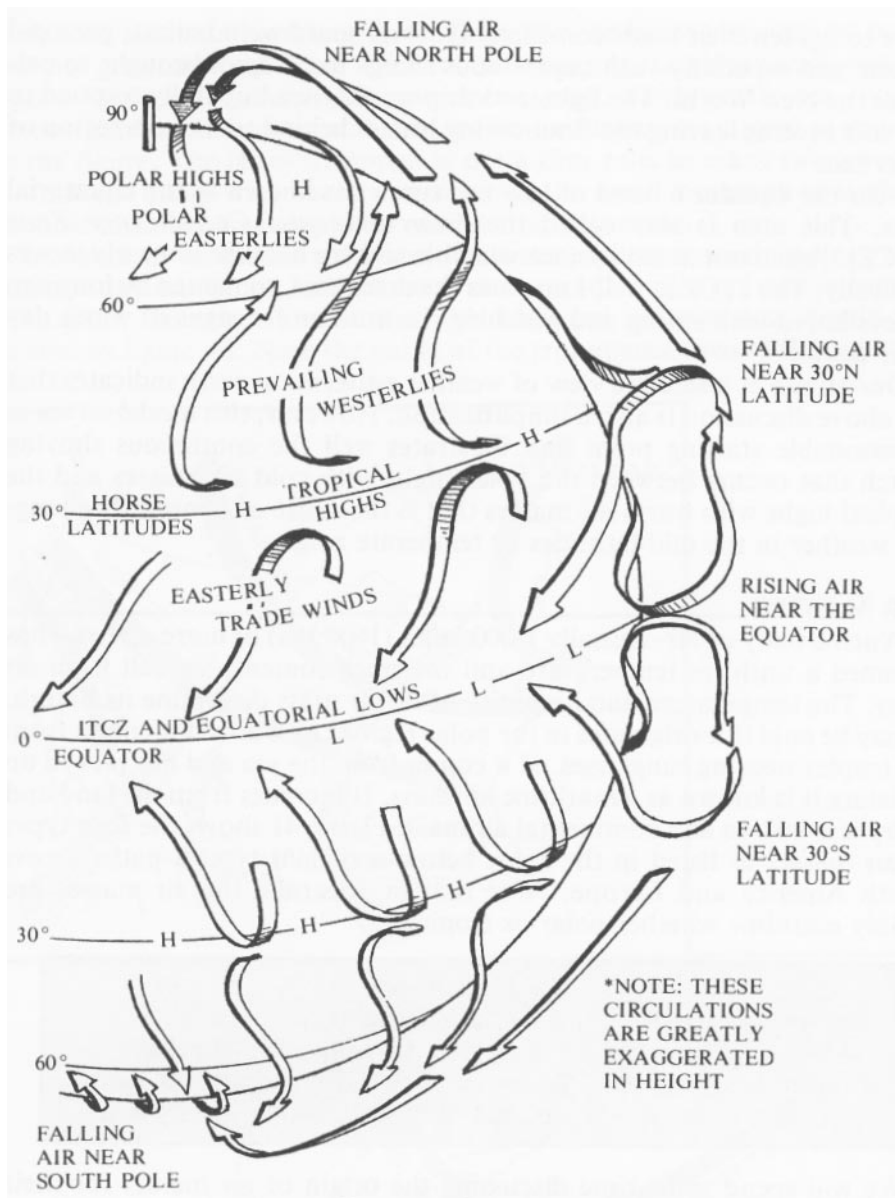 FALLING AIR
NEAR NORTH POLE
90°
POLAR HIGHS
H
POLAR
EASTERLIES
60°
PREVAILING
WESTERLIES
FALLING AIR
NEAR 30°N
LATITUDE
H
TROPICAL
HIGHS
H
30°
HORSE
LATITUDES
EASTERLY
TRADE WINDS
RISING AIR
NEAR THE
EQUATOR
L
L
ITCZ AND EQUATORIAL LOWS
L
0°
EQUATOR
FALLING AIR
NEAR 30°S
LATITUDE
H
H
H
30°
*NOTE: THESE
CIRCULATIONS
ARE GREATLY
EXAGGERATED
IN HEIGHT
60°
FALLING
AIR NEAR
SOUTH POLE